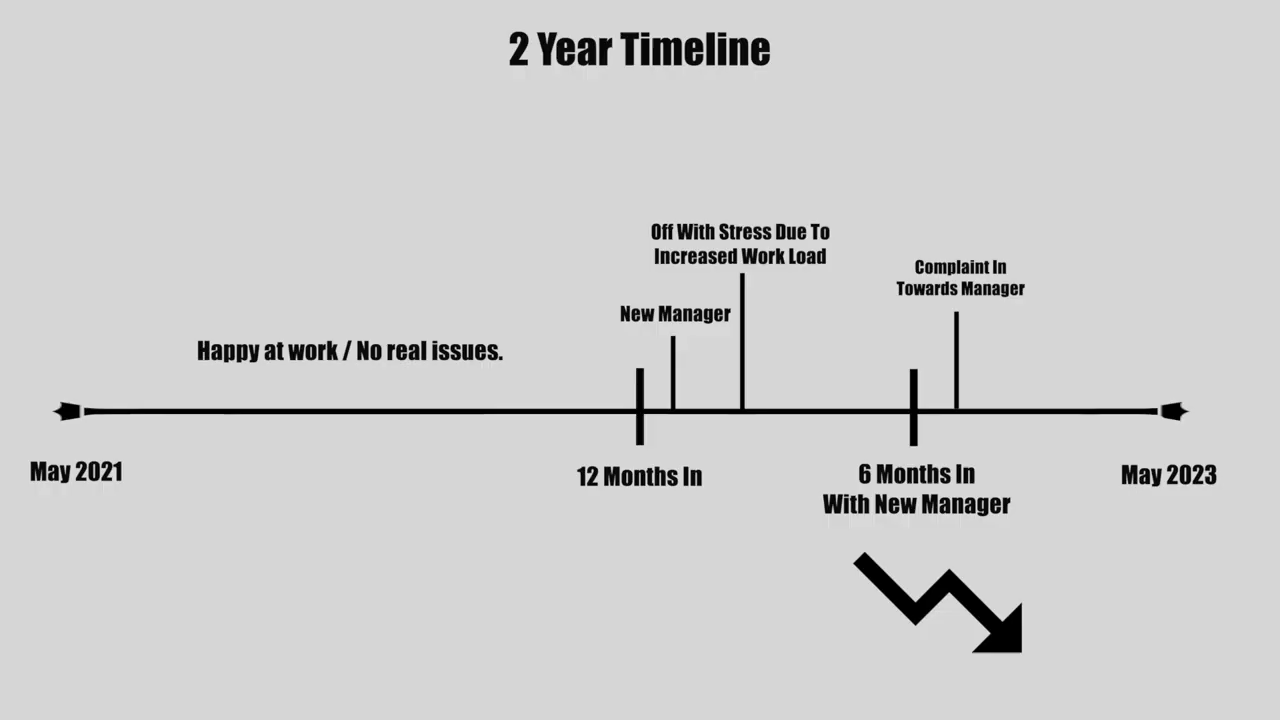 2 Year Timeline
Off With Stress Due To
Increased Work Load
Complaint In
Towards Manager
New Manager
Happy at work / No real issues.
May 2021
12 Months In
6 Months In
With New Manager
May 2023